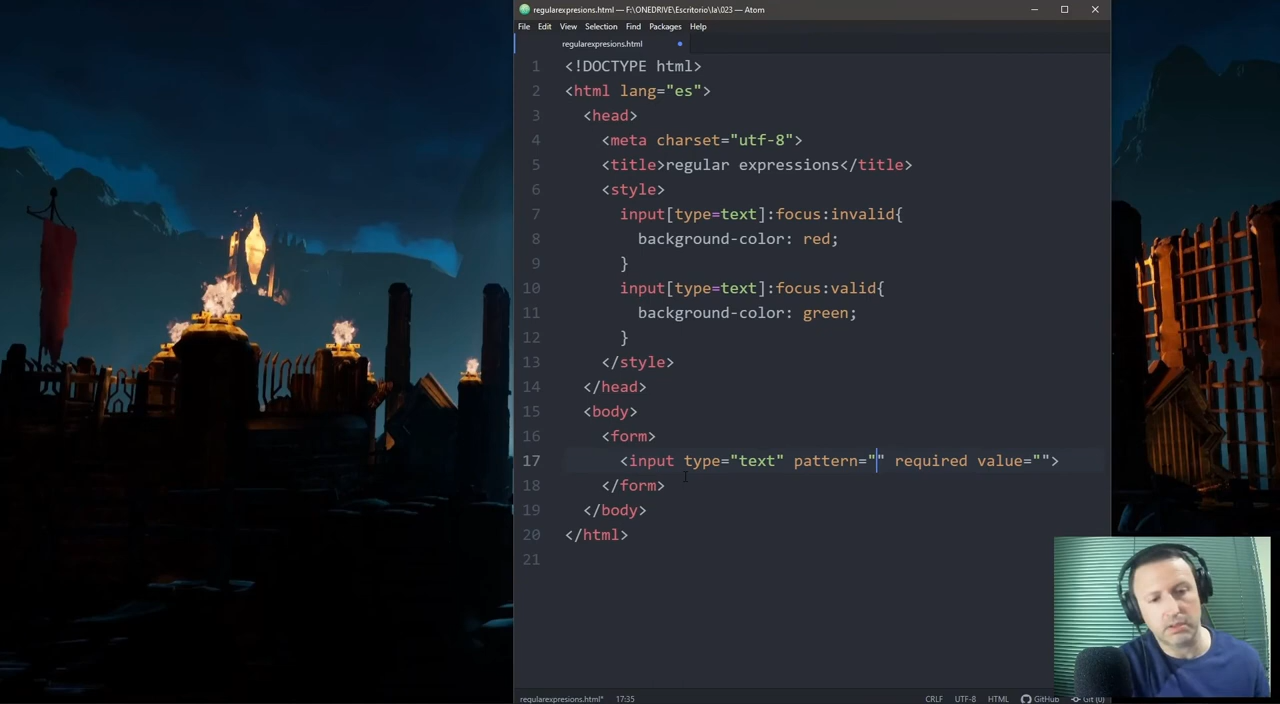 regularexpresions.html — F:\ONEDRIVE\Escritorio\Ia\023 — Atom
File Edit View Selection Find Packages Help
regularexpresions.html
1 <!DOCTYPE html>
2 <html lang="es">
3 <head>
4 <meta charset="utf-8">
5 <title>regular expressions</title>
6 <style>
7 input[type=text]:focus:invalid{
8 background-color: red;
9 }
10 input[type=text]:focus:valid{
11 background-color: green;
12 }
13 </style>
14 </head>
15 <body>
16 <form>
17 <input type="text" pattern="" required value="">
18 </form>
19 </body>
20 </html>
21
regularexpresions.html* 17:35 CRLF UTF-8 HTML GitHub Git (0)